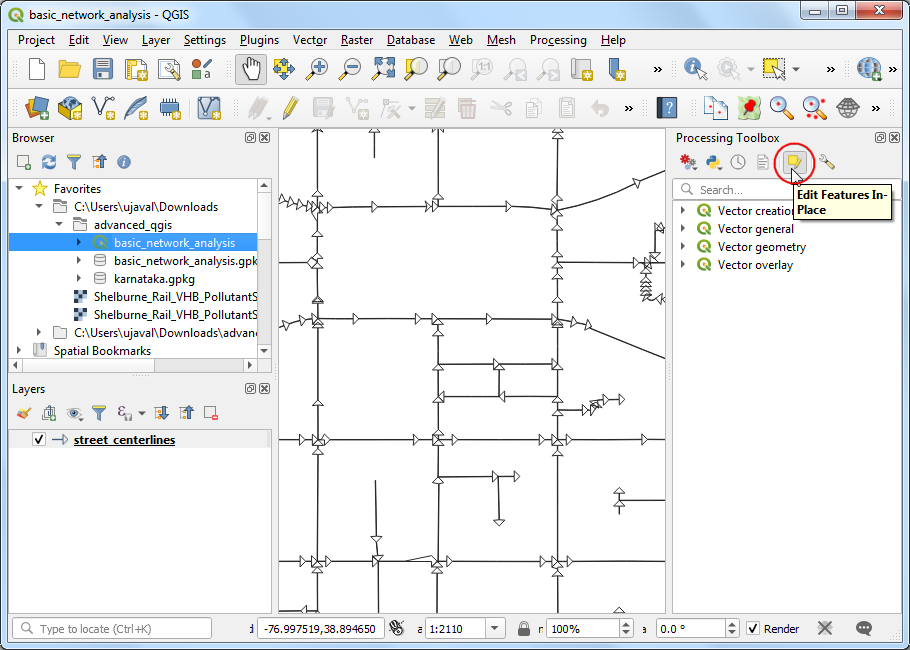 basic_network_analysis - QGIS
Project Edit View Layer Settings Plugins Vector Raster Database Web Mesh Processing Help
Browser
Favorites
C:\Users\ujaval\Downloads
advanced_qgis
basic_network_analysis
basic_network_analysis.gpk
karnataka.gpkg
Shelburne_Rail_VHB_PollutantS
Shelburne_Rail_VHB_PollutantS
C:\Users\ujaval\Downloads\advan
Spatial Bookmarks
Layers
street_centerlines
Processing Toolbox
Search...
Edit Features In-
Place
Vector creation
Vector general
Vector geometry
Vector overlay
Type to locate (Ctrl+K) -76.997519,38.894650 1:2110 100% 0.0 ° Render